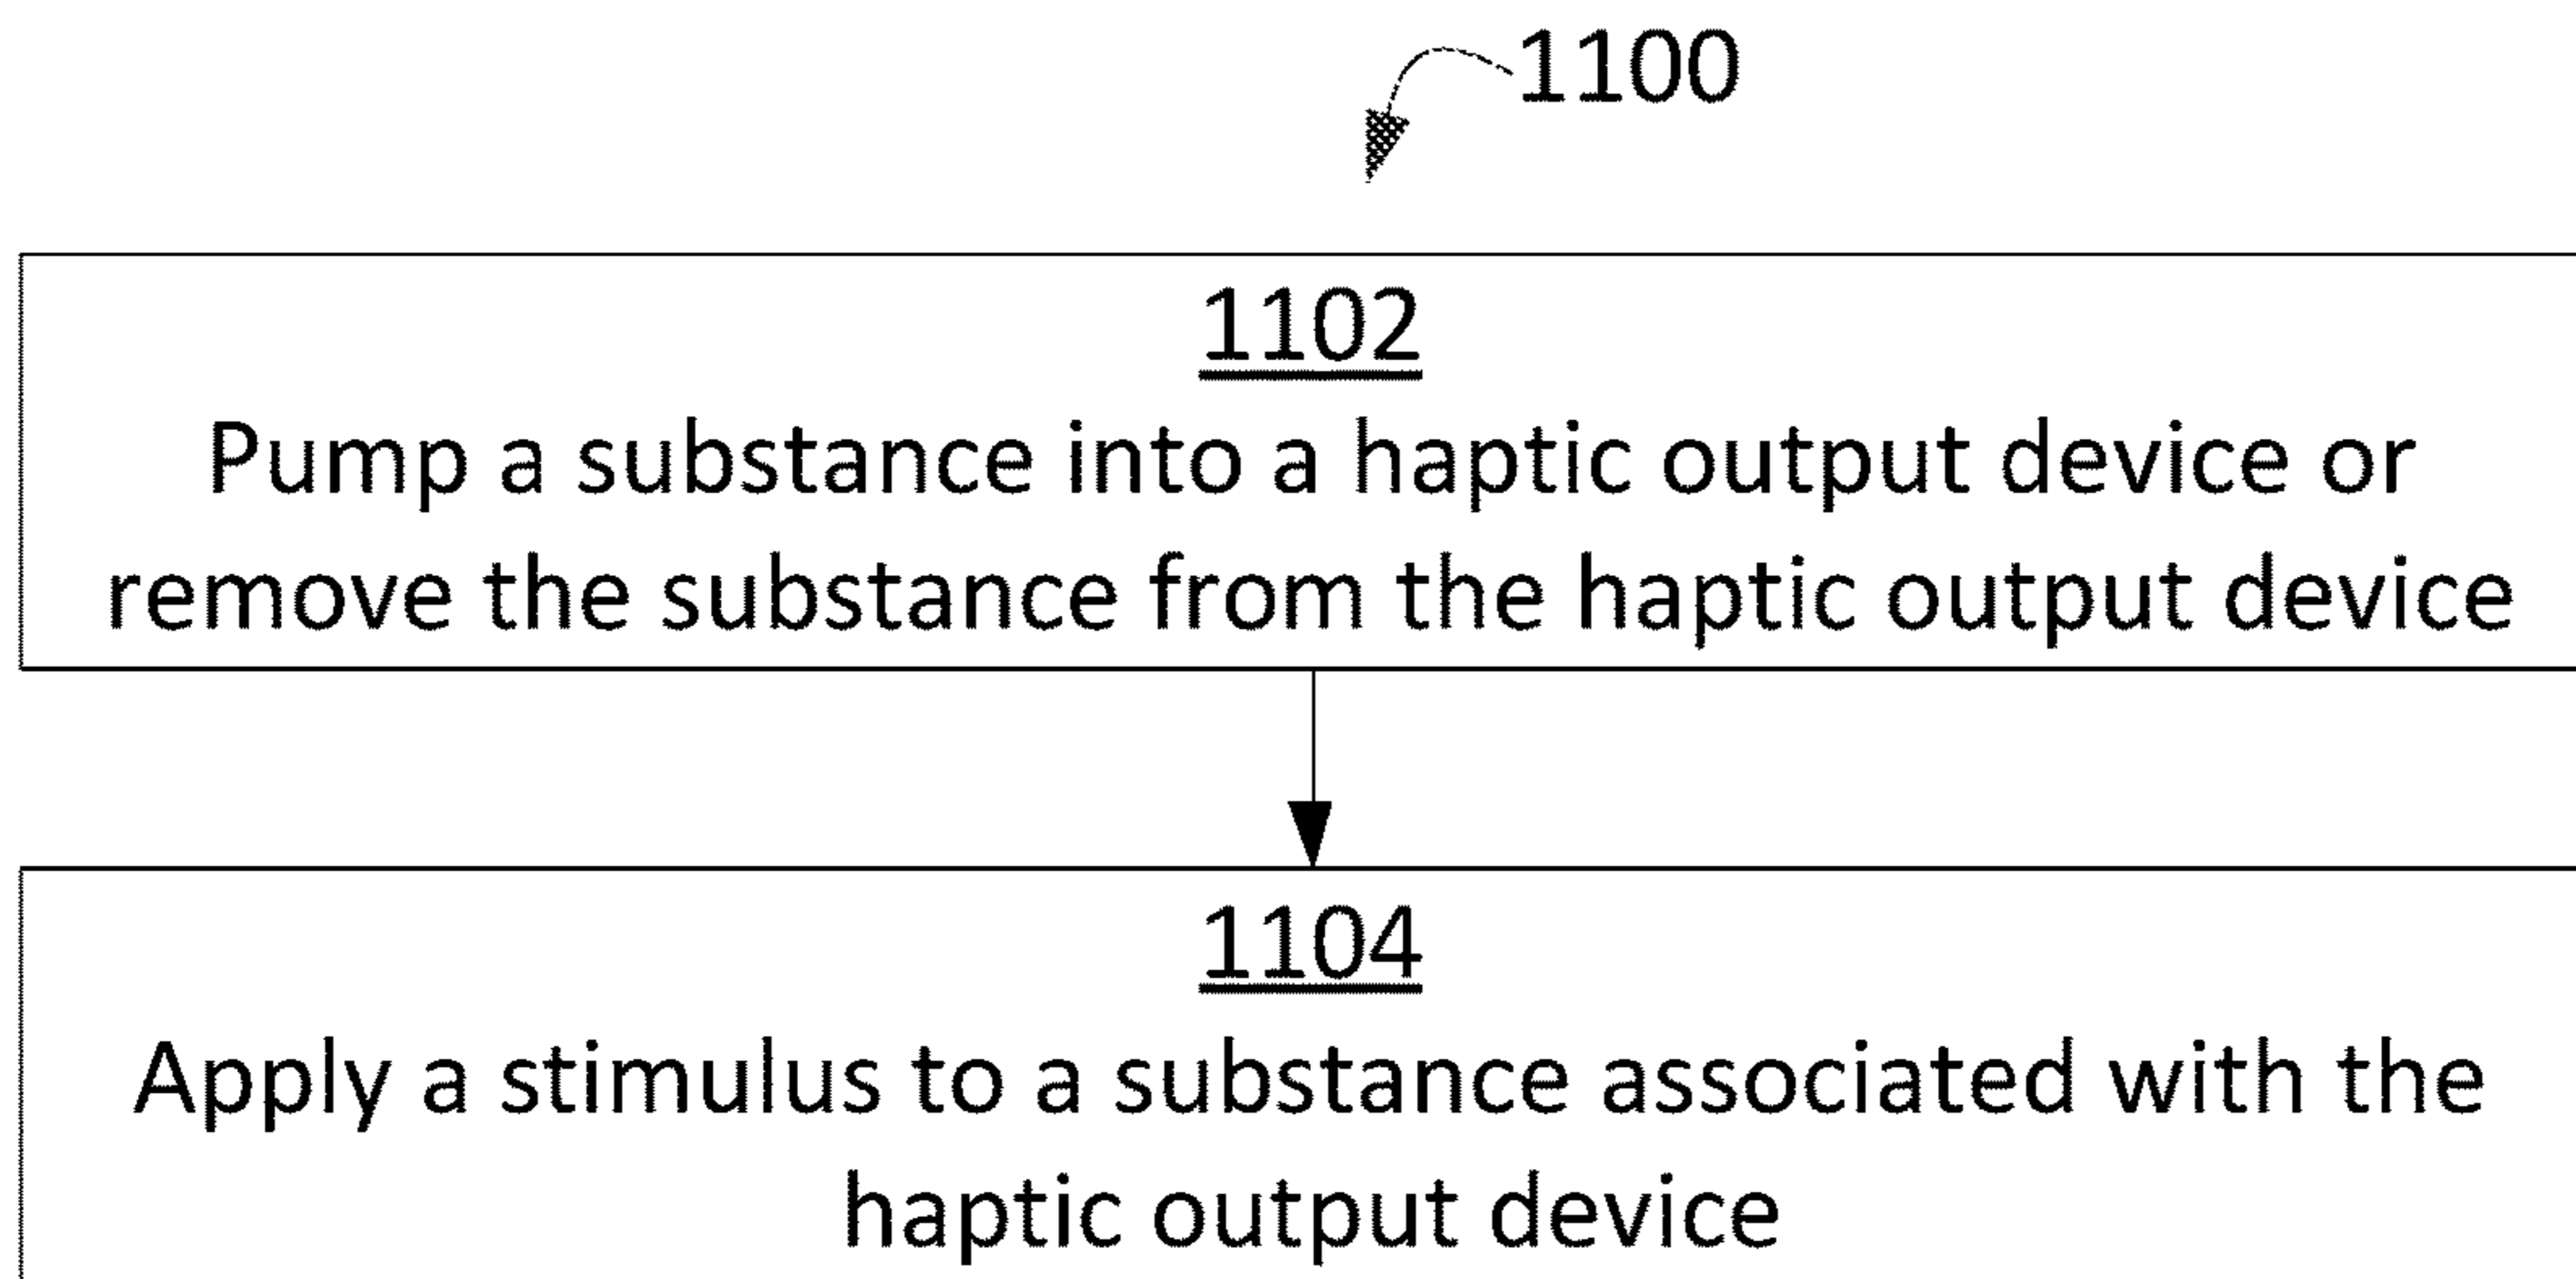 1100
1102
Pump a substance into a haptic output device or
remove the substance from the haptic output device
1104
Apply a stimulus to a substance associated with the
haptic output device